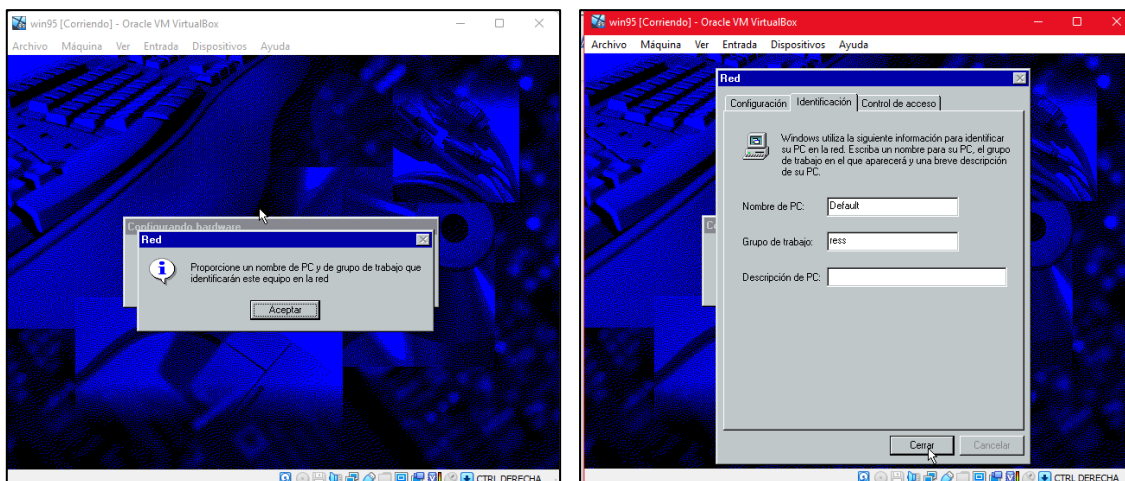 win95 [Corriendo] - Oracle VM VirtualBox
Archivo Máquina Ver Entrada Dispositivos Ayuda
Configurando hardware
Red
Proporcione un nombre de PC y de grupo de trabajo que
identificarán este equipo en la red
Aceptar
CTRL DERECHA
win95 [Corriendo] - Oracle VM VirtualBox
Archivo Máquina Ver Entrada Dispositivos Ayuda
Red
Configuración Identificación Control de acceso
Windows utiliza la siguiente información para identificar
su PC en la red. Escriba un nombre para su PC, el grupo
de trabajo en el que aparecerá y una breve descripción
de su PC.
Nombre de PC: Default
Grupo de trabajo: ress
Descripción de PC:
Cerrar Cancelar
CTRL DERECHA